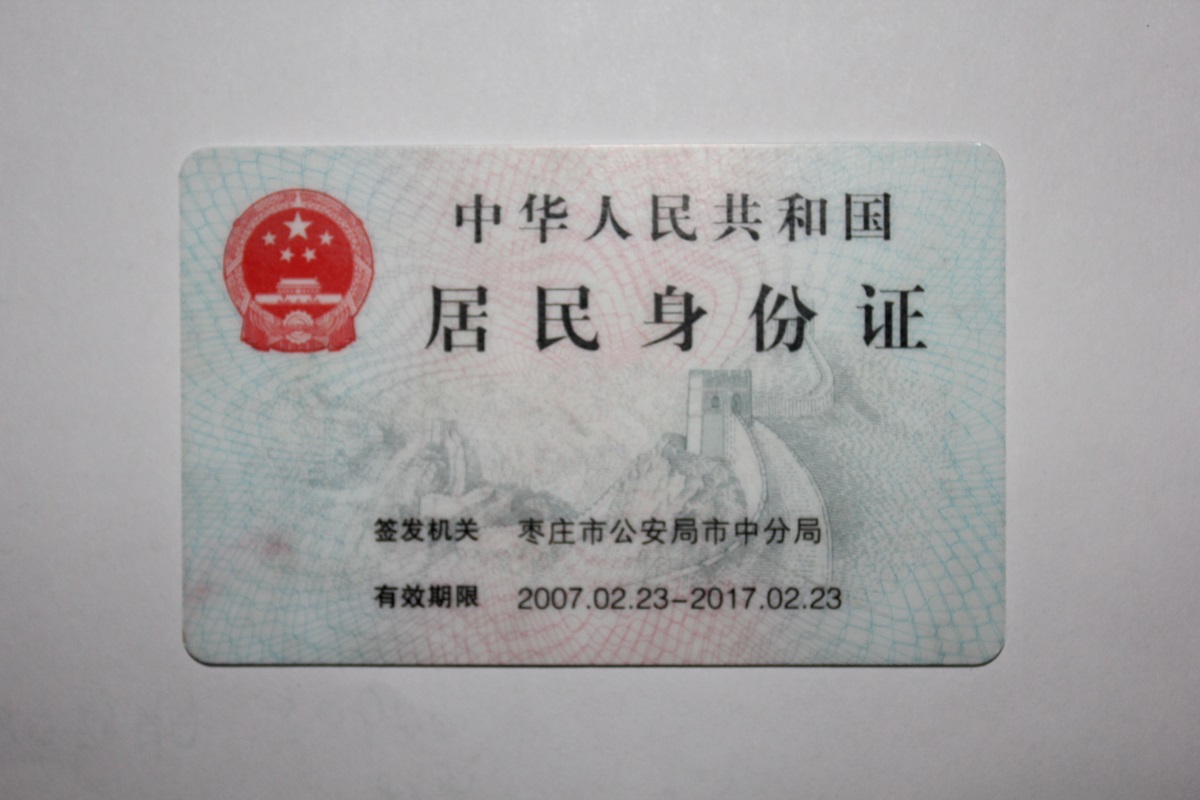 中华人民共和国
居民身份证
签发机关 枣庄市公安局市中分局
有效期限 2007.02.23-2017.02.23